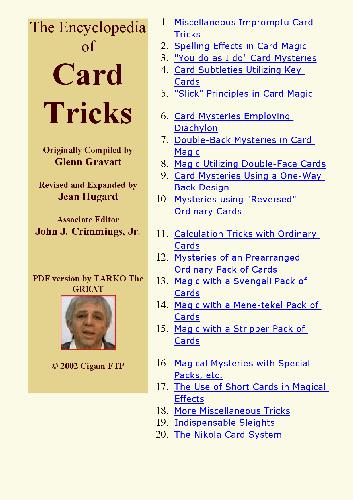 The Encyclopedia
of
Card
Tricks
Originally Compiled by
Glenn Gravatt
Revised and Expanded by
Jean Hugard
Associate Editor
John J. Crimmings, Jr.
PDF version by TARKO The
GREAT
© 2002 Cigam FTP
1. Miscellaneous Impromptu Card
Tricks
2. Spelling Effects in Card Magic
3. "You do as I do" Card Mysteries
4. Card Subtleties Utilizing Key
Cards
5. "Slick" Principles in Card Magic
6. Card Mysteries Employing
Diachylon
7. Double-Back Mysteries in Card
Magic
8. Magic Utilizing Double-Face Cards
9. Card Mysteries Using a One-Way
Back Design
10. Mysteries using "Reversed"
Ordinary Cards
11. Calculation Tricks with Ordinary
Cards
12. Mysteries of a Prearranged
Ordinary Pack of Cards
13. Magic with a Svengali Pack of
Cards
14. Magic with a Mene-tekel Pack of
Cards
15. Magic with a Stripper Pack of
Cards
16. Magical Mysteries with Special
Packs, etc.
17. The Use of Short Cards in Magical
Effects
18. More Miscellaneous Tricks
19. Indispensable Sleights
20. The Nikola Card System